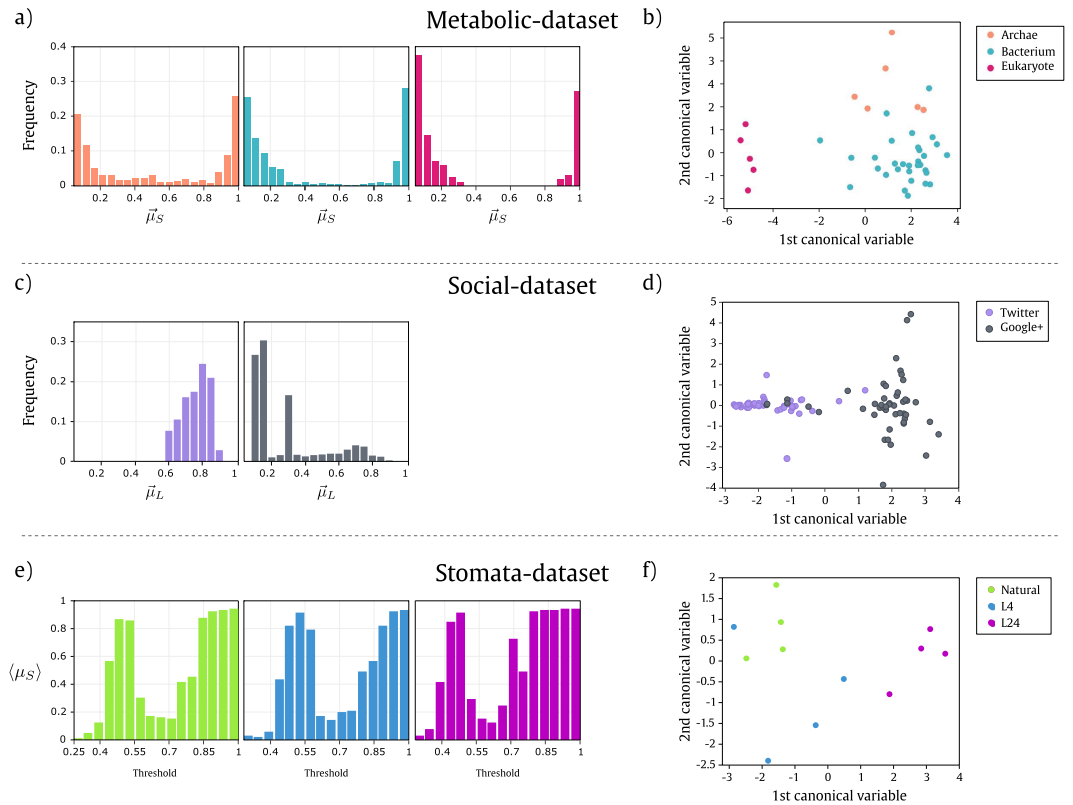 a)
Metabolic-dataset
b)
0.4
0.3
0.2
0.1
0
Frequency
0.2 0.4 0.6 0.8 1
0.2 0.4 0.6 0.8 1
0.2 0.4 0.6 0.8 1
μ⃗_S
μ⃗_S
μ⃗_S
5
3
3
2
1
0
-1
-2
2nd canonical variable
-6 -4 -2 0 2 4
1st canonical variable
Archae
Bacterium
Eukaryote
c)
Social-dataset
d)
0.3
0.2
0.1
0
Frequency
0.2 0.4 0.6 0.8 1
0.2 0.4 0.6 0.8 1
μ⃗_L
μ⃗_L
5
4
3
2
1
0
-1
-2
-3
-4
2nd canonical variable
-3 -2 -1 0 1 2 3 4
1st canonical variable
Twitter
Google+
e)
Stomata-dataset
f)
1
0.8
0.6
0.4
0.2
0
⟨μ_S⟩
0.25 0.4 0.55 0.7 0.85 1
0.4 0.55 0.7 0.85 1
0.4 0.55 0.7 0.85 1
Threshold
Threshold
Threshold
2
1.5
1
0.5
0
-0.5
-1
-1.5
-2
-2.5
2nd canonical variable
-3 -2 -1 0 1 2 3 4
1st canonical variable
Natural
L4
L24